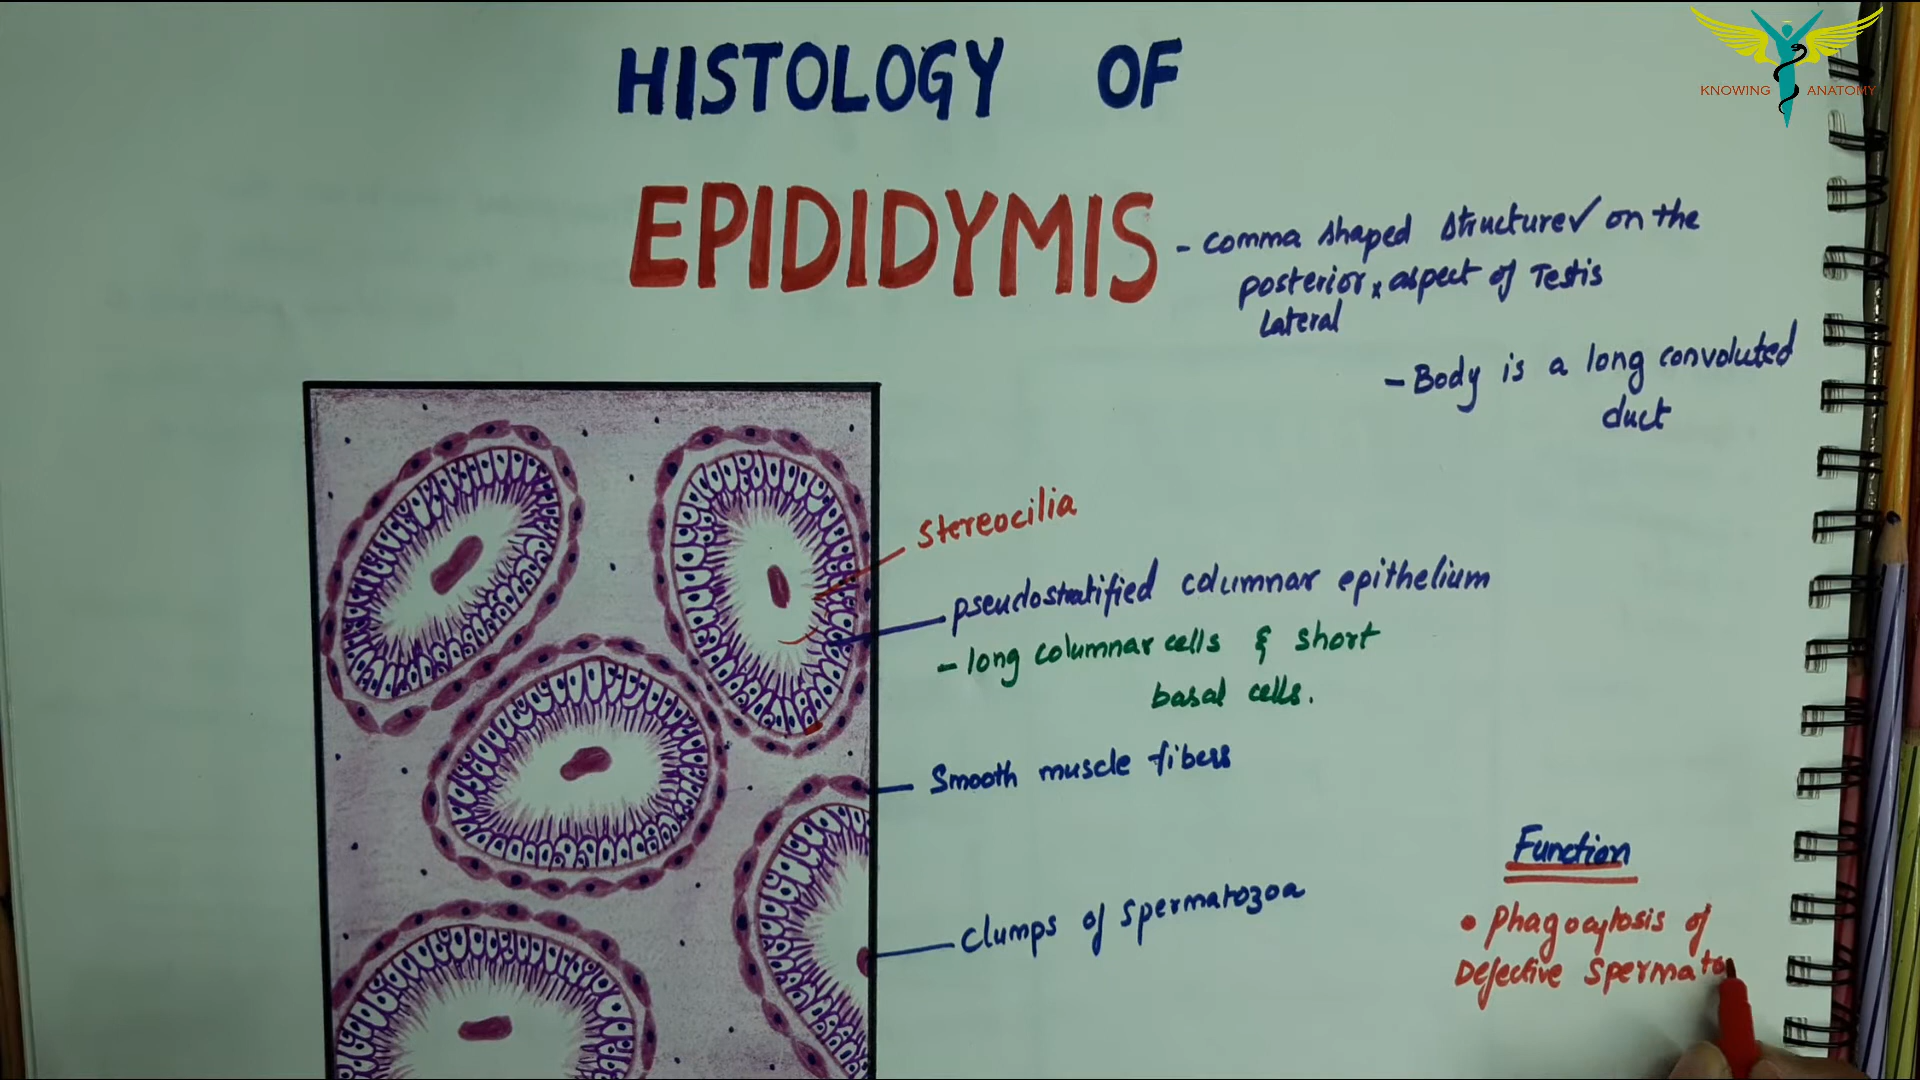 HISTOLOGY OF
KNOWING ANATOMY
EPIDIDYMIS
- comma shaped structure✓ on the
posterior x aspect of Testis
Lateral
- Body is a long convoluted
duct
Stereocilia
pseudostratified columnar epithelium
- long columnar cells & short
basal cells.
Smooth muscle fibers
Clumps of spermatozoa
Function
• Phagocytosis of
Defective Spermato